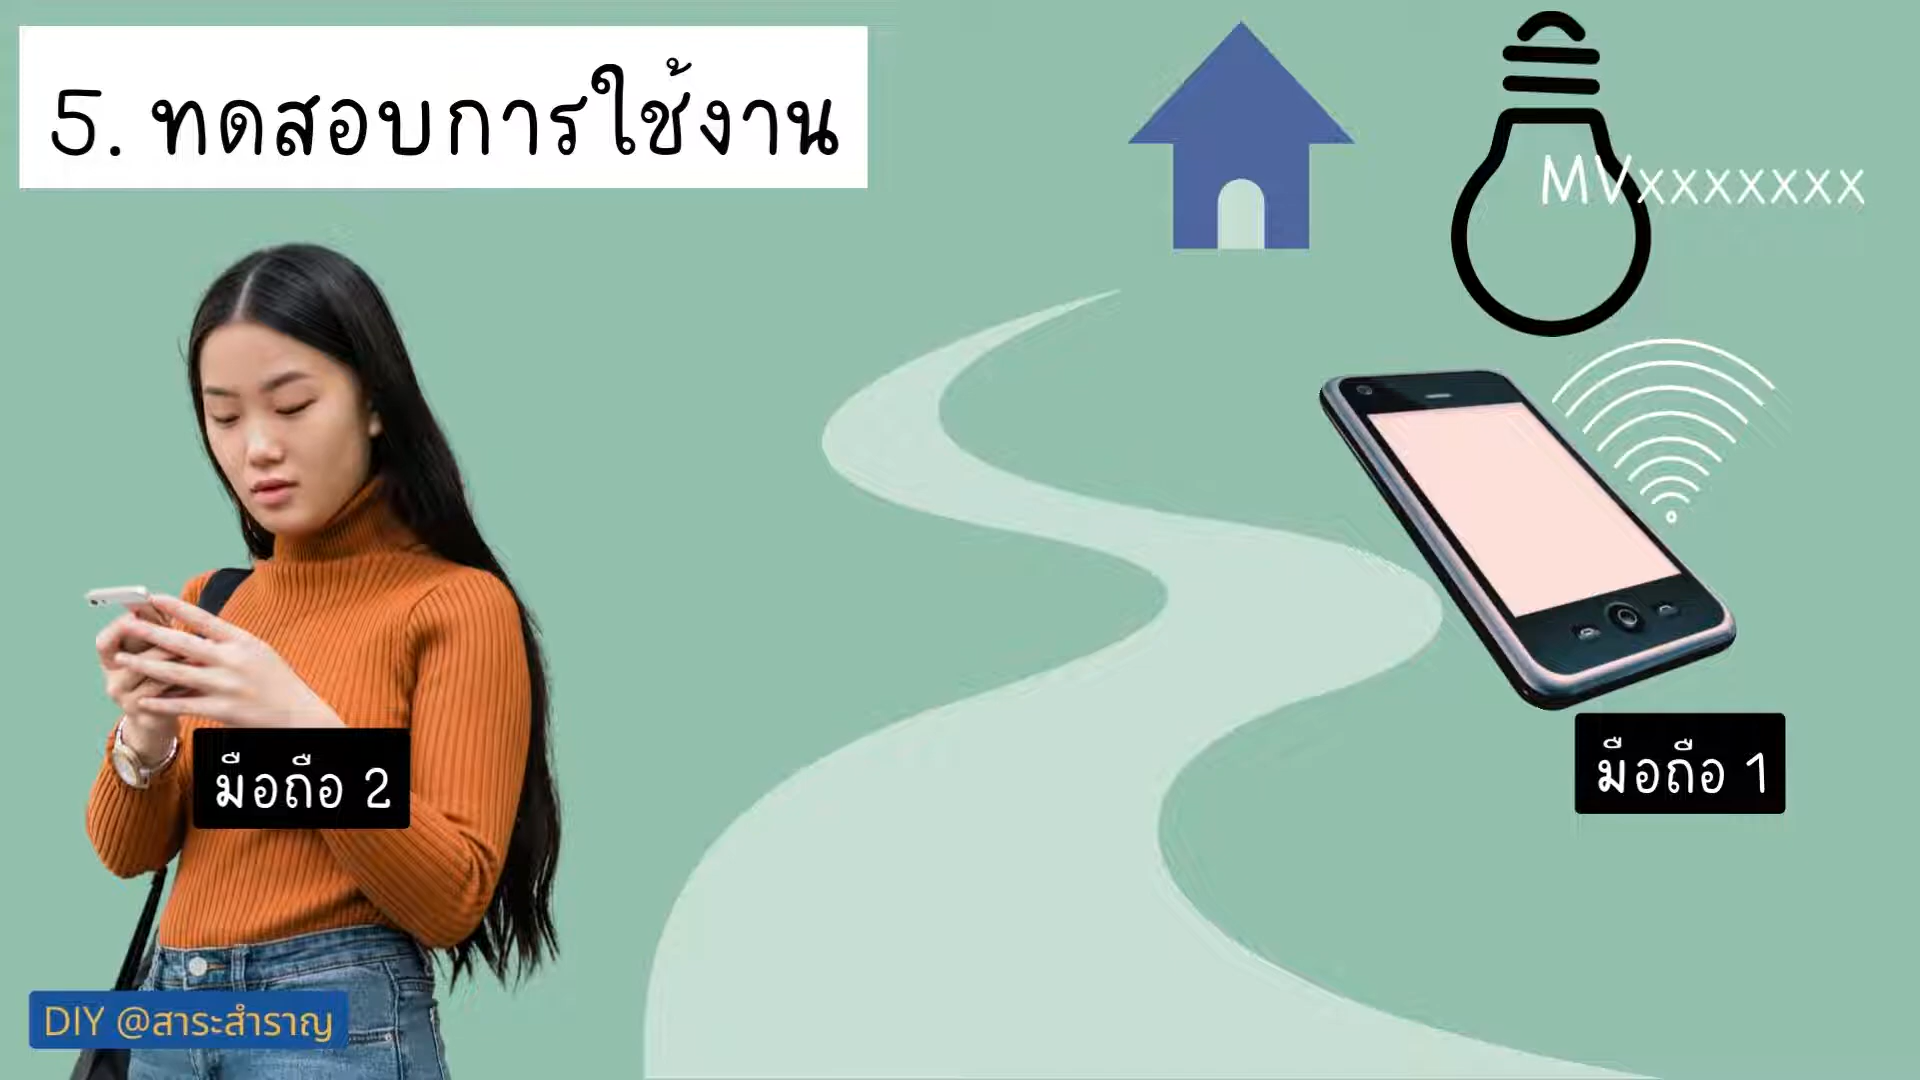 5. ทดสอบการใช้งาน
MVxxxxxxx
มือถือ 2
มือถือ 1
DIY @สาระสำราญ